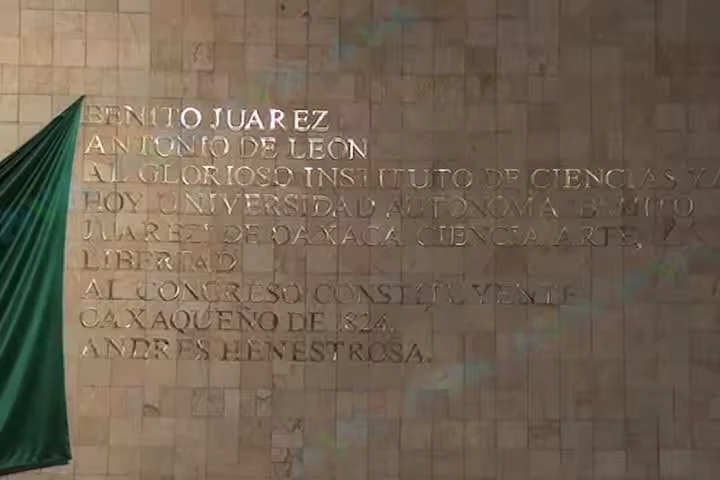 BENITO JUAREZ
ANTONIO DE LEON
AL GLORIOSO INSTITUTO DE CIENCIAS Y
HOY UNIVERSIDAD AUTONOMA "BENITO
JUAREZ" DE OAXACA CIENCIA, ARTE,
LIBERTAD
AL CONGRESO CONSTITUYENTE
OAXAQUEÑO DE 1824.
ANDRES HENESTROSA.